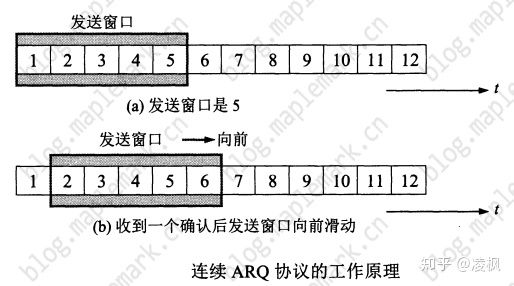 发送窗口
1 2 3 4 5 6 7 8 9 10 11 12
t
(a) 发送窗口是 5
发送窗口 向前
1 2 3 4 5 6 7 8 9 10 11 12
t
(b) 收到一个确认后发送窗口向前滑动
连续 ARQ 协议的工作原理
知乎 @凌枫
blog.maplemark.cn